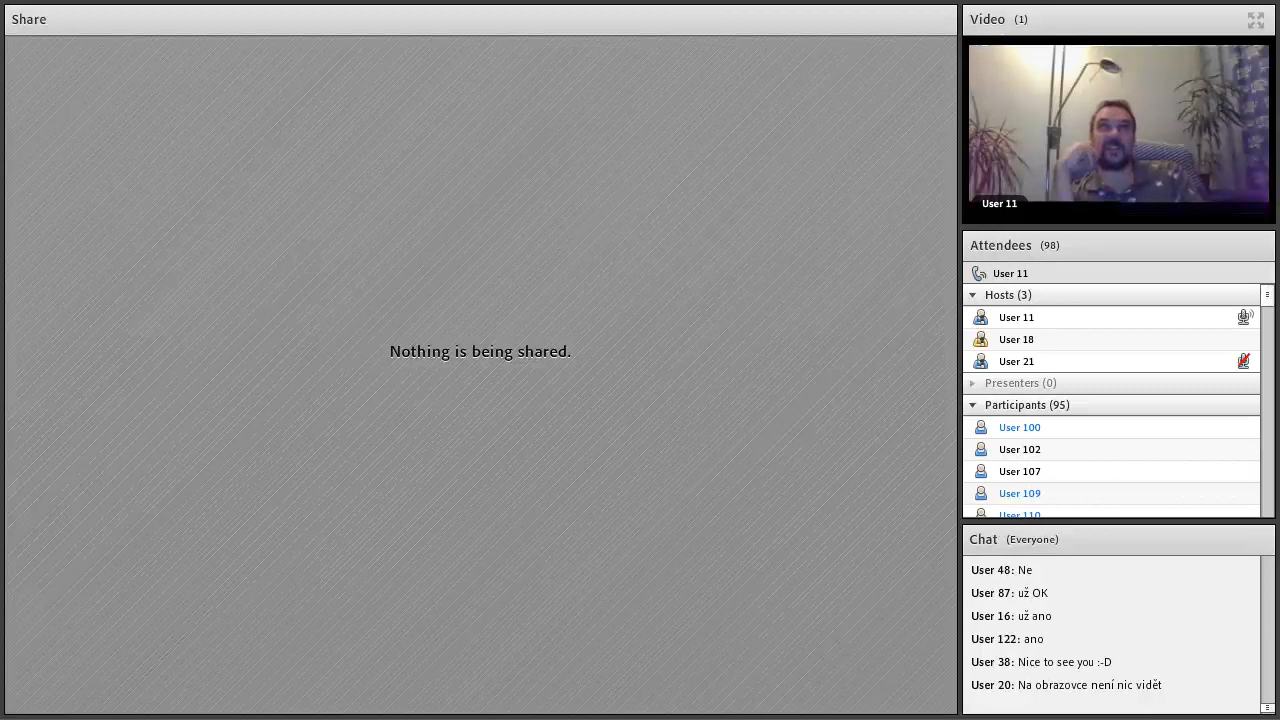 Share
Nothing is being shared.
Video (1)
User 11
Attendees (98)
User 11
Hosts (3)
User 11
User 18
User 21
Presenters (0)
Participants (95)
User 100
User 102
User 107
User 109
User 110
Chat (Everyone)
User 48: Ne
User 87: už OK
User 16: už ano
User 122: ano
User 38: Nice to see you :-D
User 20: Na obrazovce není nic vidět